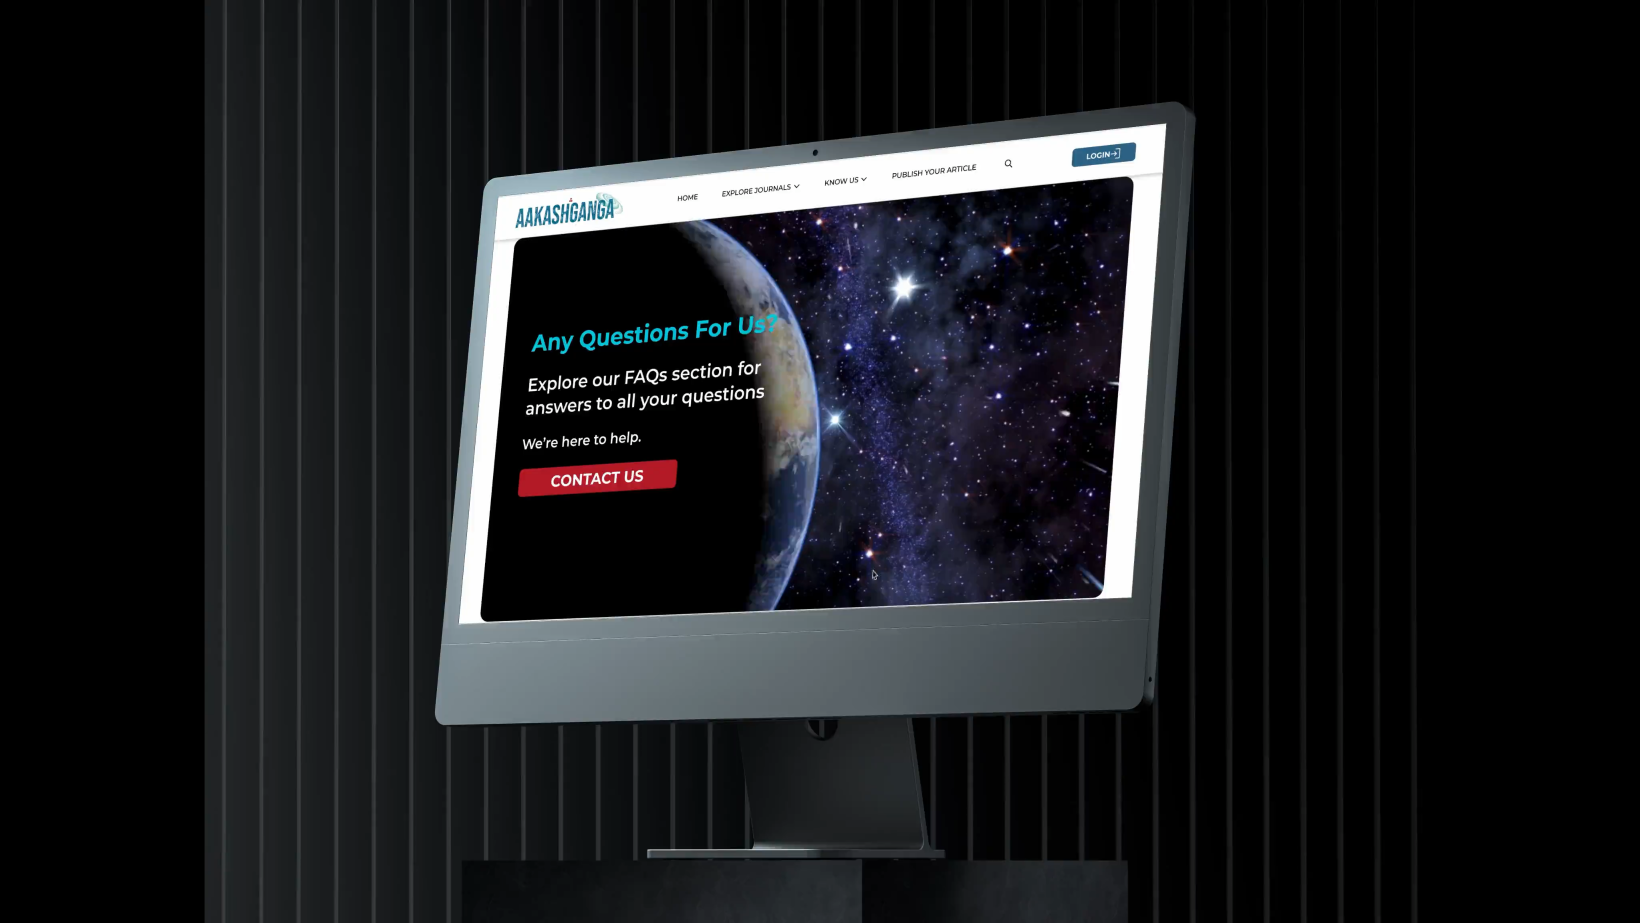 AAKASHGANGA
HOME
EXPLORE JOURNALS
KNOW US
PUBLISH YOUR ARTICLE
LOGIN
Any Questions For Us?
Explore our FAQs section for
answers to all your questions
We're here to help.
CONTACT US